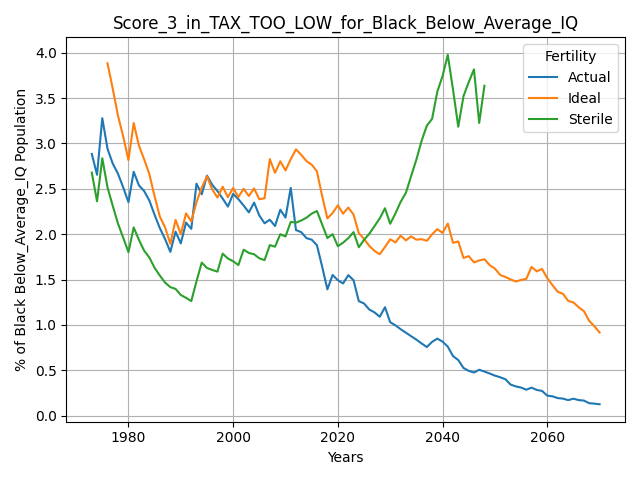 Score_3_in_TAX_TOO_LOW_for_Black_Below_Average_IQ
Fertility
Actual
Ideal
Sterile
% of Black Below_Average_IQ Population
4.0
3.5
3.0
2.5
2.0
1.5
1.0
0.5
0.0
1980 2000 2020 2040 2060
Years